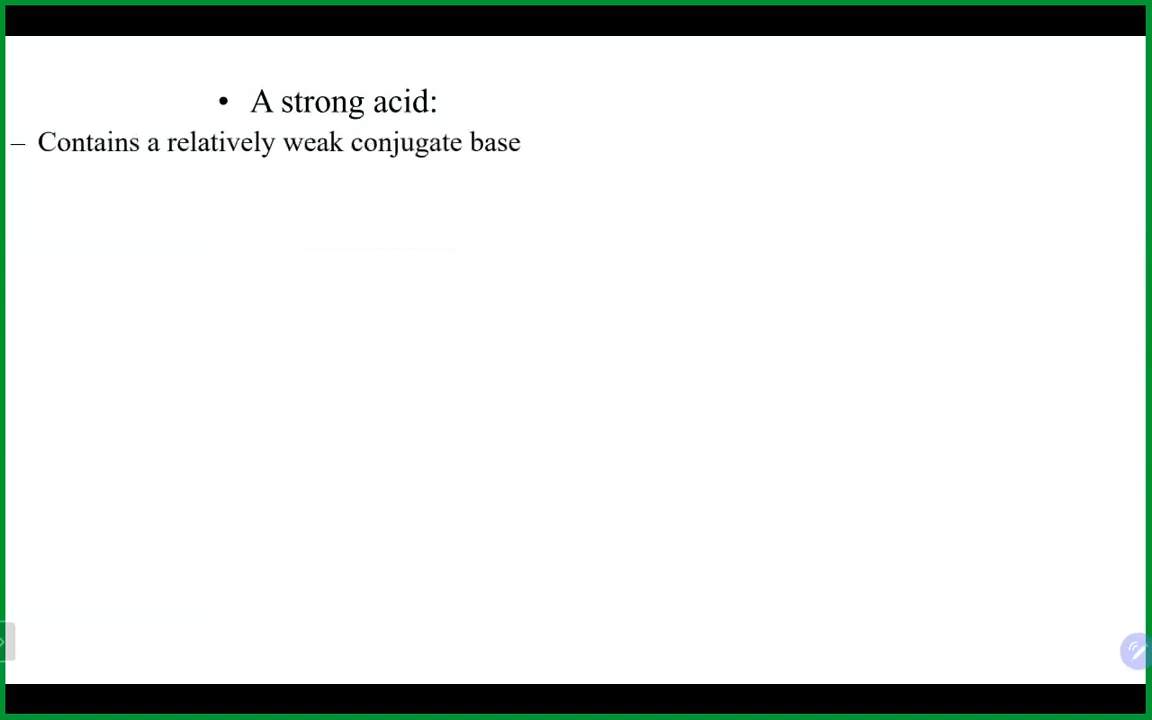 • A strong acid:
– Contains a relatively weak conjugate base